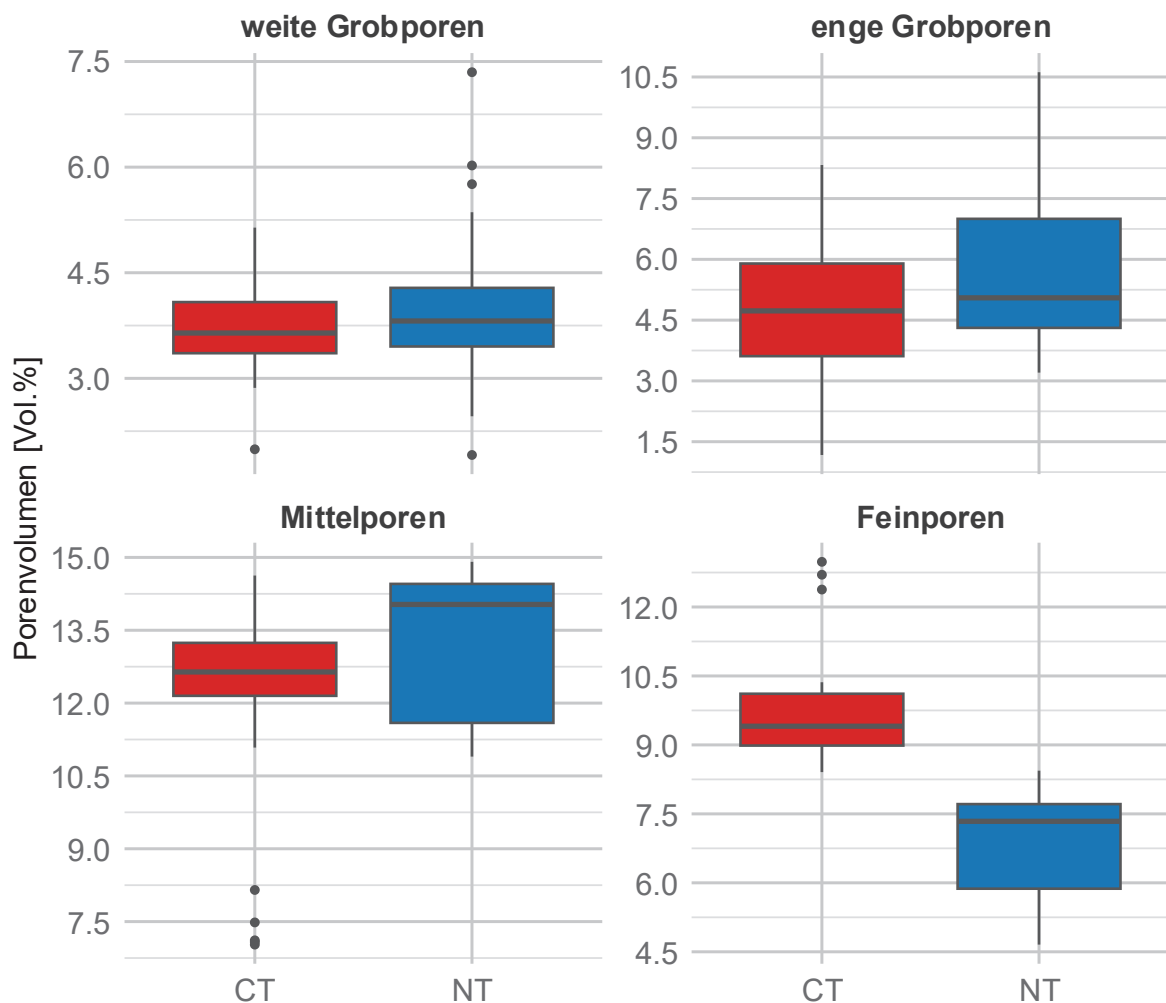 weite Grobporen
enge Grobporen
7.5
6.0
4.5
3.0
10.5
9.0
7.5
6.0
4.5
3.0
1.5
Porenvolumen [Vol.%]
Mittelporen
Feinporen
15.0
13.5
12.0
10.5
9.0
7.5
12.0
10.5
9.0
7.5
6.0
4.5
CT
NT
CT
NT